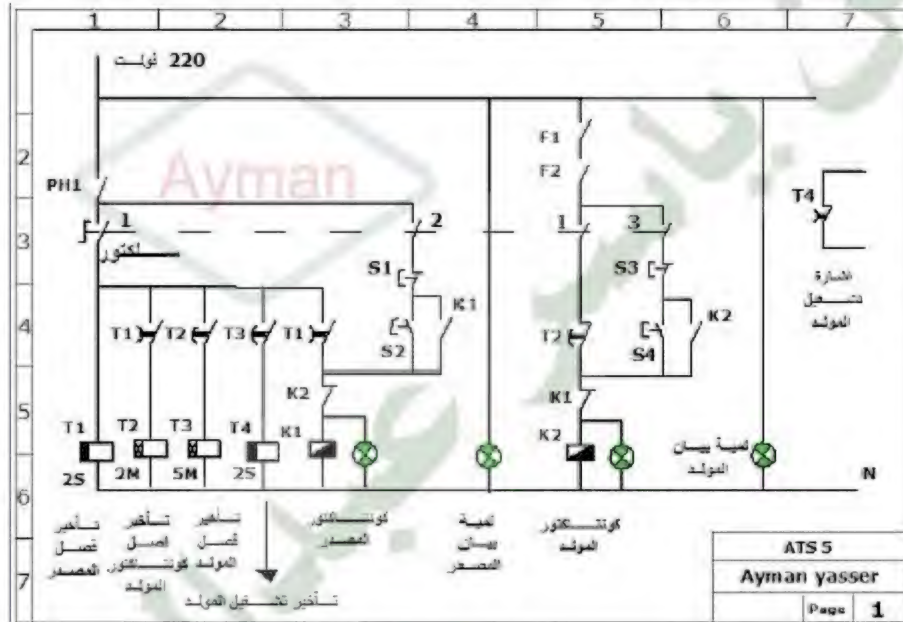 1 2 3 4 5 6 7
220 فولت
2
F1
F2
PH1
Ayman
T4
1 2 1 3
3
S1 S3
اشارة
تشغيل
المولد
K1 K2
4
T1 T2 T3 T1 T2
S2 S4
5
K2 K1
T1 T2 T3 T4 K1 K2
لمبة بيان
المولد
2S 2M 5M 2S
N
6
تأخير
فصل
المصدر
تأخير
فصل
كونتكتور
المولد
تأخير
فصل
المولد
كونتكتور
المصدر
لمبة
بيان
المصدر
كونتكتور
المولد
7
تأخير تشغيل المولد
ATS 5
Ayman yasser
Page 1